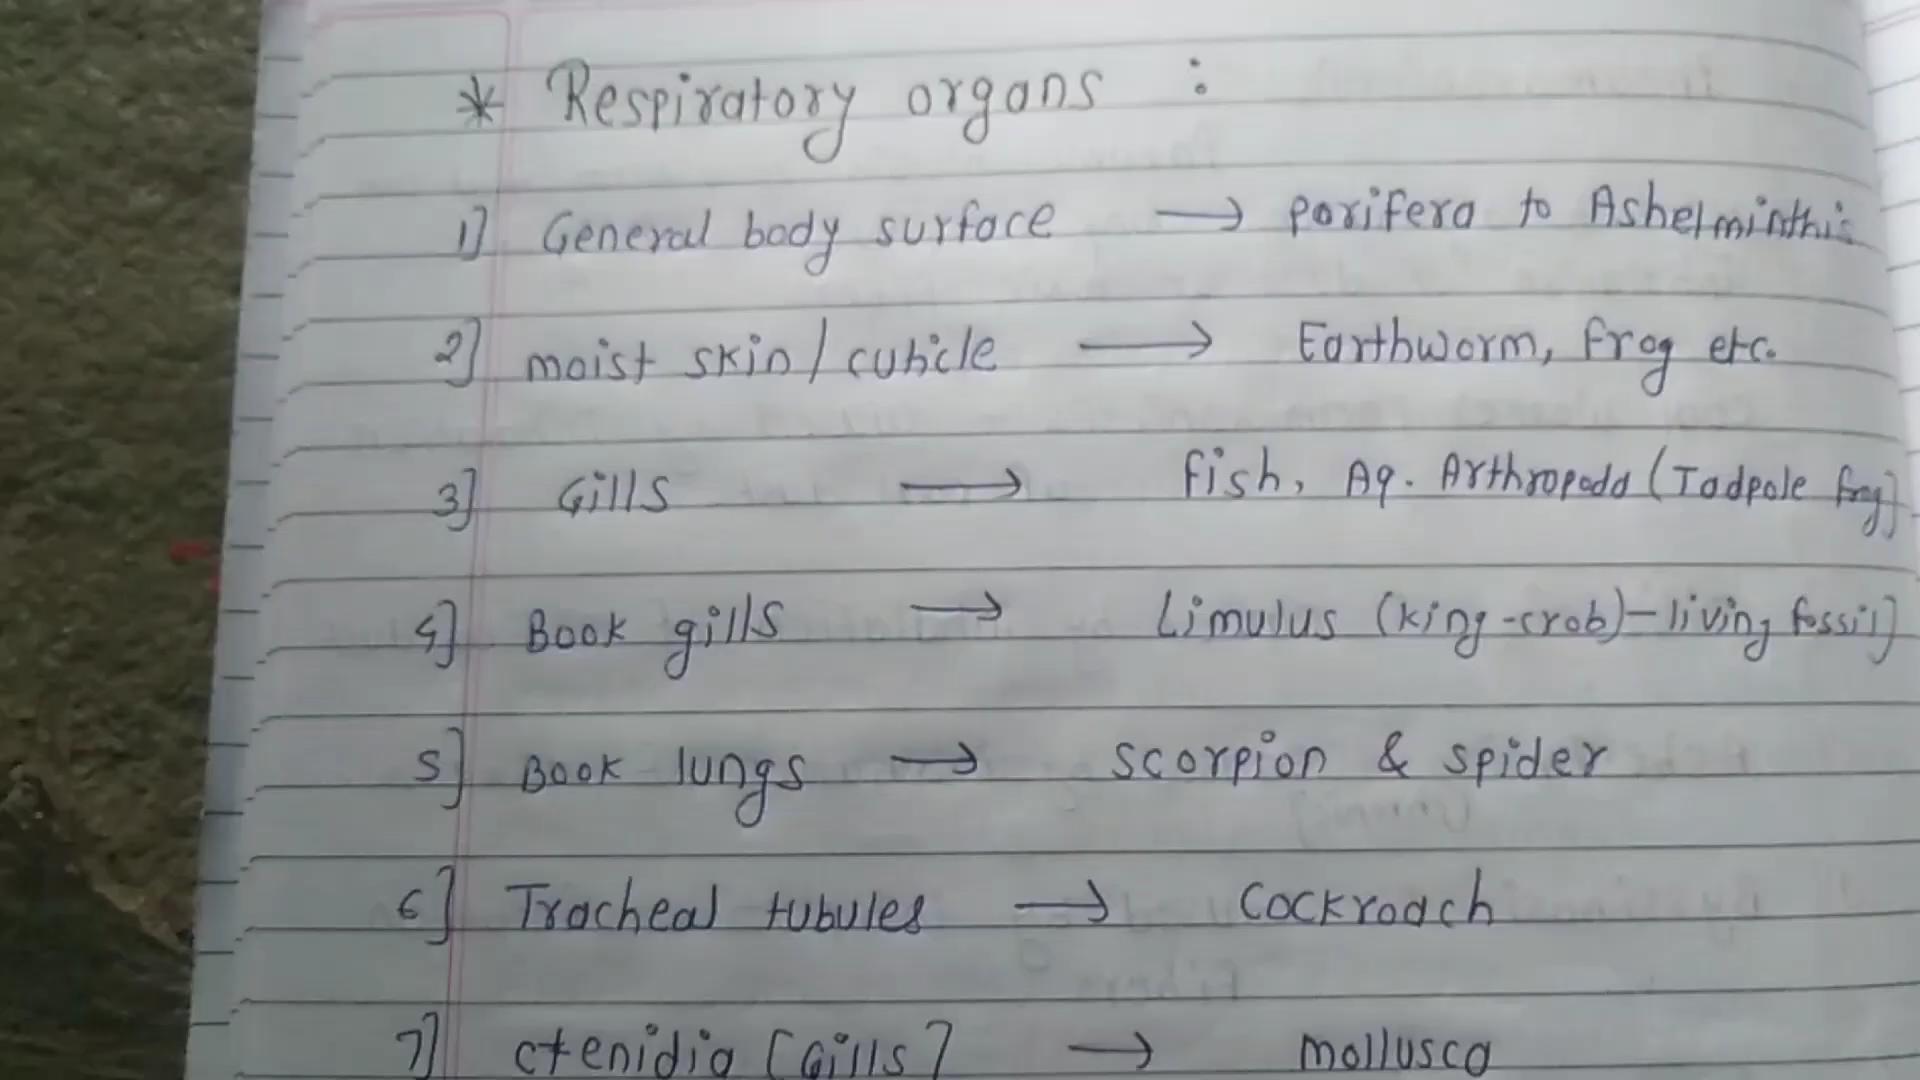 * Respiratory organs :
1] General body surface → porifera to Ashelminthis
2] moist skin / cuticle → Earthworm, frog etc.
3] Gills → fish, Aq. Arthropoda (Tadpole frog]
4] Book gills → Limulus (king-crab)-living fossil]
5] Book lungs → scorpion & spider
6] Tracheal tubules → Cockroach
7] ctenidia [Gills] → mollusca